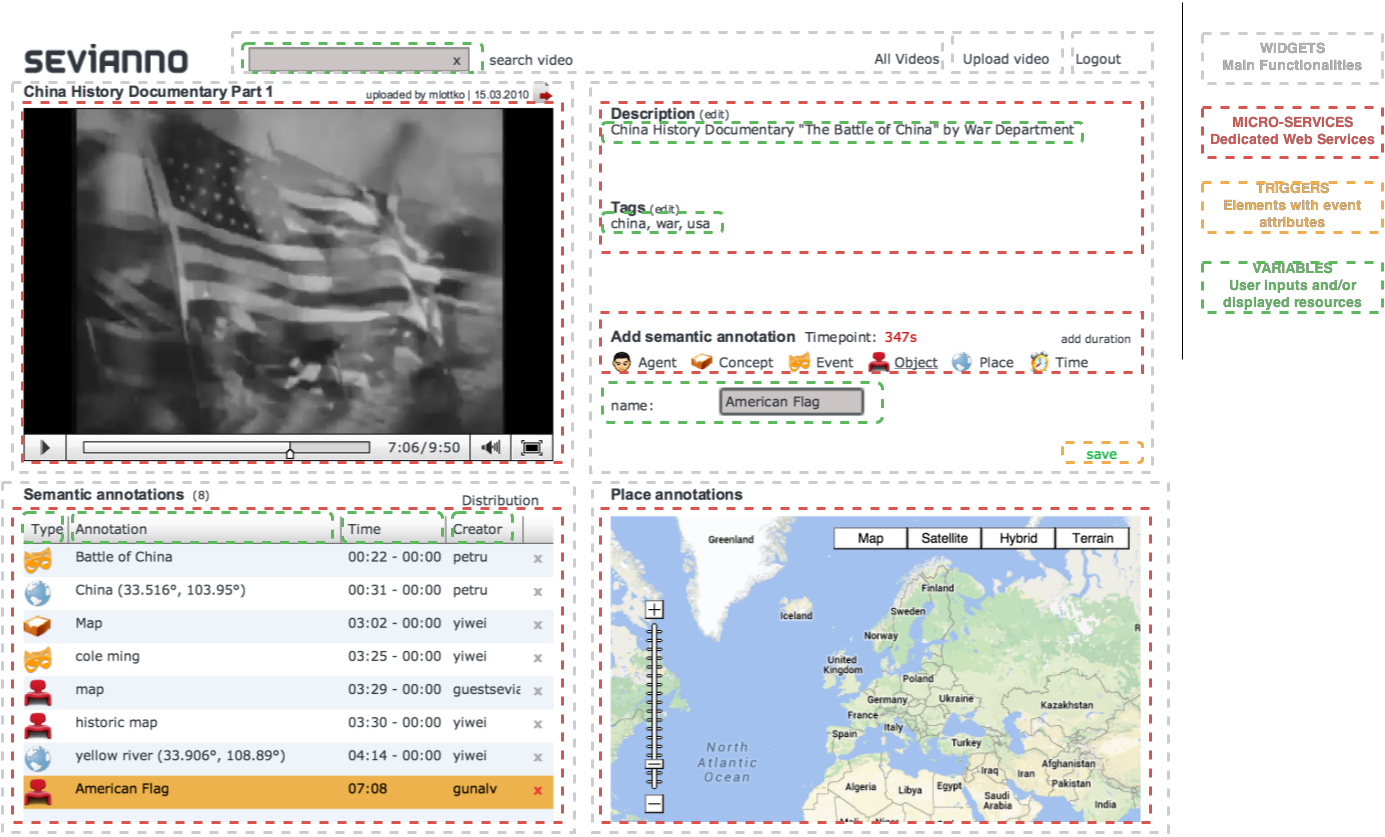 SEVIANNO
x search video All Videos Upload video Logout
China History Documentary Part 1 uploaded by mlottko | 15.03.2010
7:06/9:50
Description (edit)
China History Documentary "The Battle of China" by War Department
Tags (edit)
china, war, usa
Add semantic annotation Timepoint: 347s add duration
Agent Concept Event Object Place Time
name: American Flag
save
Semantic annotations (8) Distribution
Type Annotation Time Creator
Battle of China 00:22 - 00:00 petru x
China (33.516°, 103.95°) 00:31 - 00:00 petru x
Map 03:02 - 00:00 yiwei x
cole ming 03:25 - 00:00 yiwei x
map 03:29 - 00:00 guestsevia x
historic map 03:30 - 00:00 yiwei x
yellow river (33.906°, 108.89°) 04:14 - 00:00 yiwei x
American Flag 07:08 gunalv x
Place annotations
Map Satellite Hybrid Terrain
Greenland
Finland
Iceland
Sweden
Norway
R
United
Kingdom
Poland
Germany
Ukraine
Kazakhstan
France
Italy
Spain
Turkey
North
Atlantic
Ocean
Afghanistan
Iraq
Iran
Pakistan
Algeria
Libya
Egypt
Saudi
Arabia
India
WIDGETS
Main Functionalities
MICRO-SERVICES
Dedicated Web Services
TRIGGERS
Elements with event
attributes
VARIABLES
User inputs and/or
displayed resources